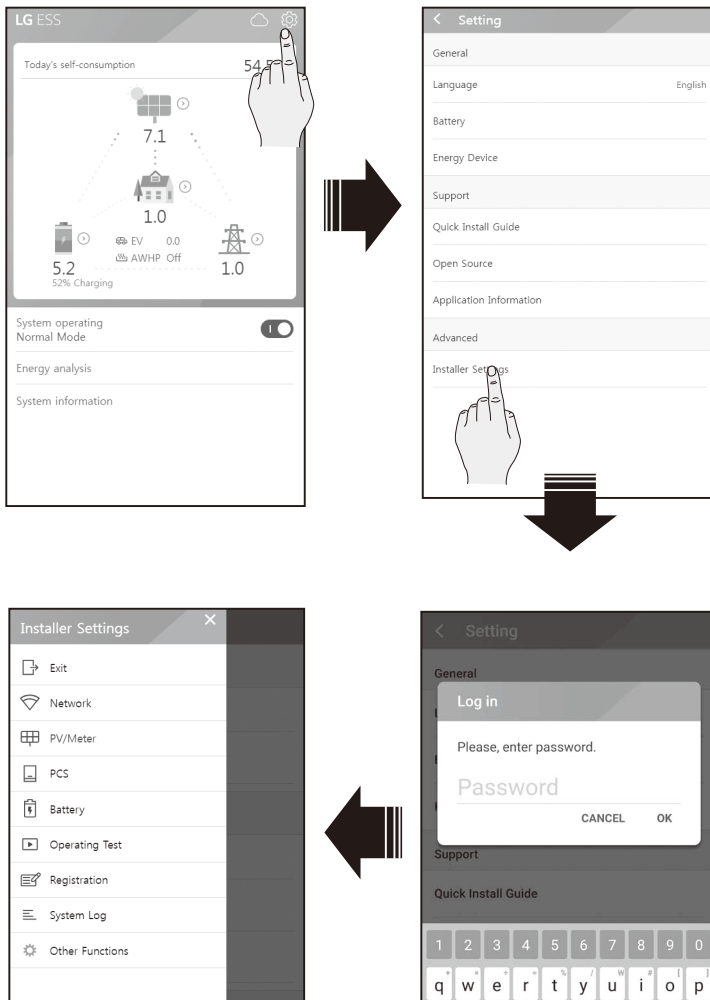 LG ESS
Today's self-consumption 54.5
7.1
1.0
EV 0.0
AWHP Off
5.2
52% Charging
1.0
System operating
Normal Mode
Energy analysis
System information
Setting
General
Language English
Battery
Energy Device
Support
Quick Install Guide
Open Source
Application Information
Advanced
Installer Settings
Installer Settings
Exit
Network
PV/Meter
PCS
Battery
Operating Test
Registration
System Log
Other Functions
Setting
General
Log in
Please, enter password.
Password
CANCEL OK
Support
Quick Install Guide
1 2 3 4 5 6 7 8 9 0
q w e r t y u i o p